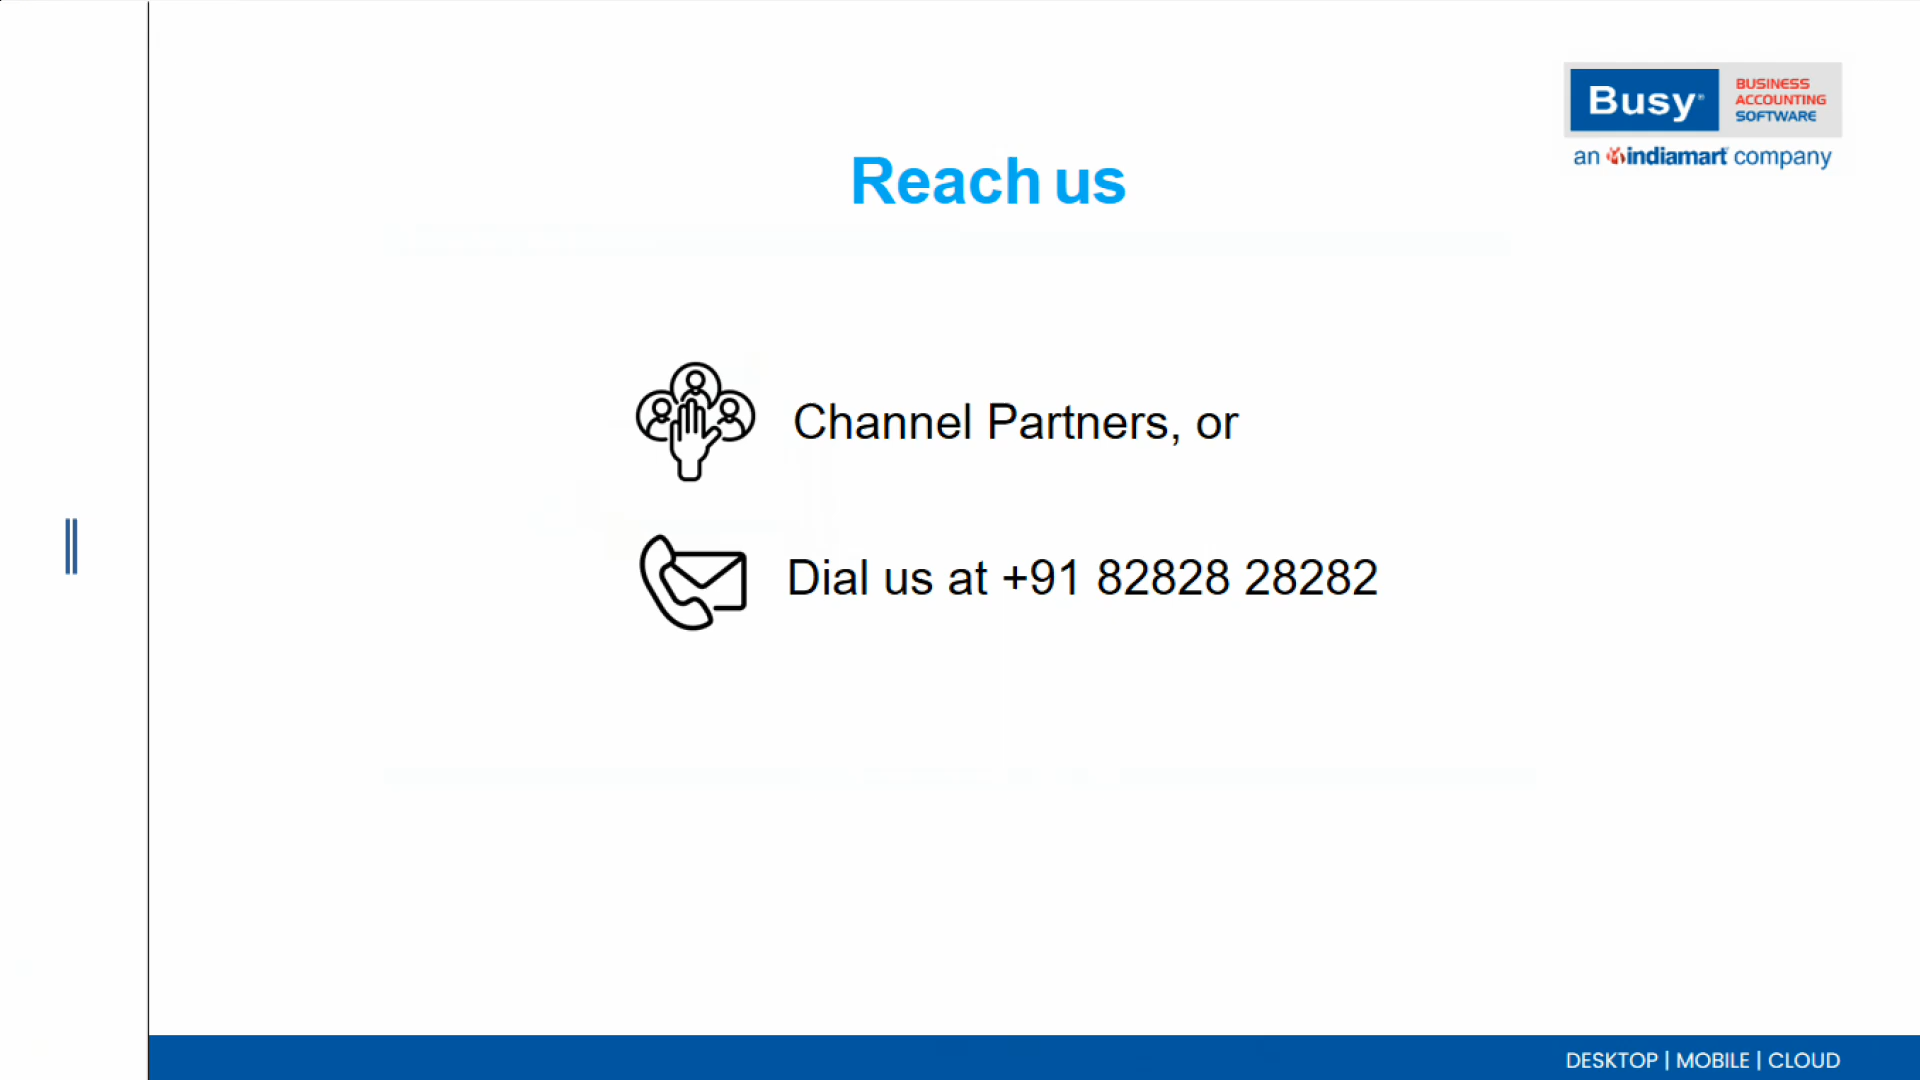 Busy
BUSINESS
ACCOUNTING
SOFTWARE
an indiamart company
Reach us
Channel Partners, or
Dial us at +91 82828 28282
DESKTOP | MOBILE | CLOUD